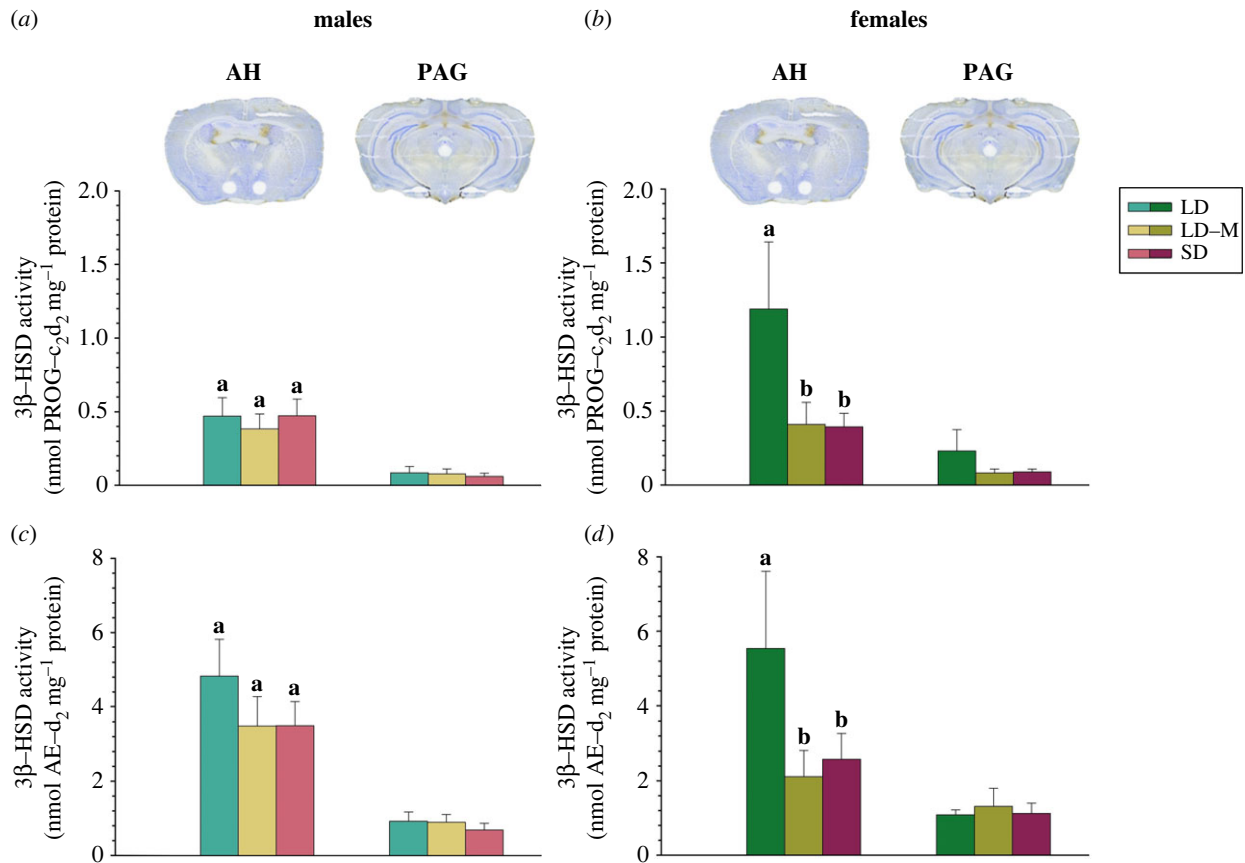 (a)
males
AH
PAG
3β–HSD activity
(nmol PROG–c₂d₂ mg⁻¹ protein)
2.0
1.5
1.0
0.5
0
a
a
a
(b)
females
AH
PAG
3β–HSD activity
(nmol PROG–c₂d₂ mg⁻¹ protein)
2.0
1.5
1.0
0.5
0
a
b
b
LD
LD–M
SD
(c)
3β–HSD activity
(nmol AE–d₂ mg⁻¹ protein)
8
6
4
2
0
a
a
a
(d)
3β–HSD activity
(nmol AE–d₂ mg⁻¹ protein)
8
6
4
2
0
a
b
b